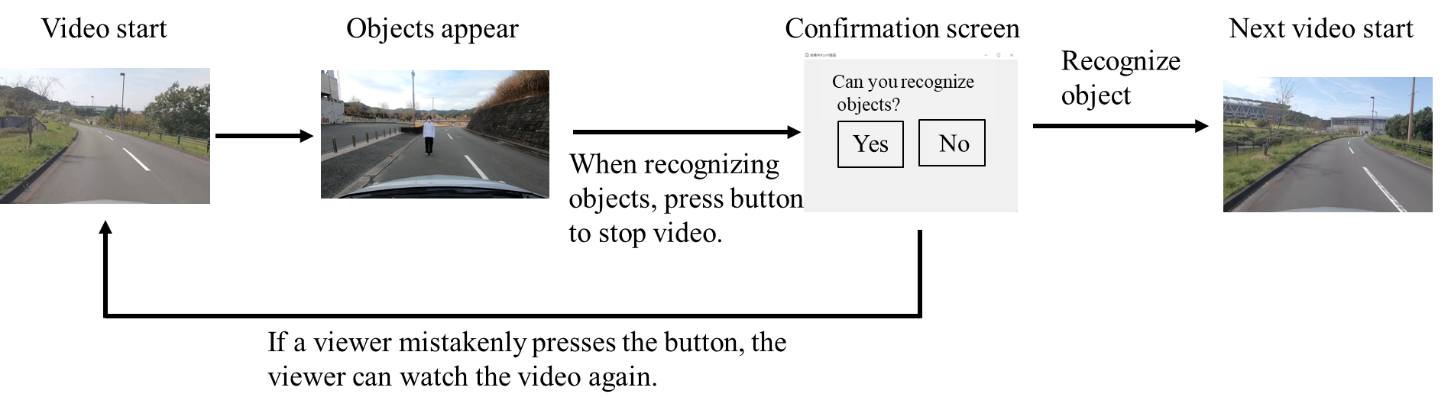 Video start
Objects appear
Confirmation screen
Next video start
Recognize
object
Can you recognize
objects?
Yes
No
When recognizing
objects, press button
to stop video.
If a viewer mistakenly presses the button, the
viewer can watch the video again.